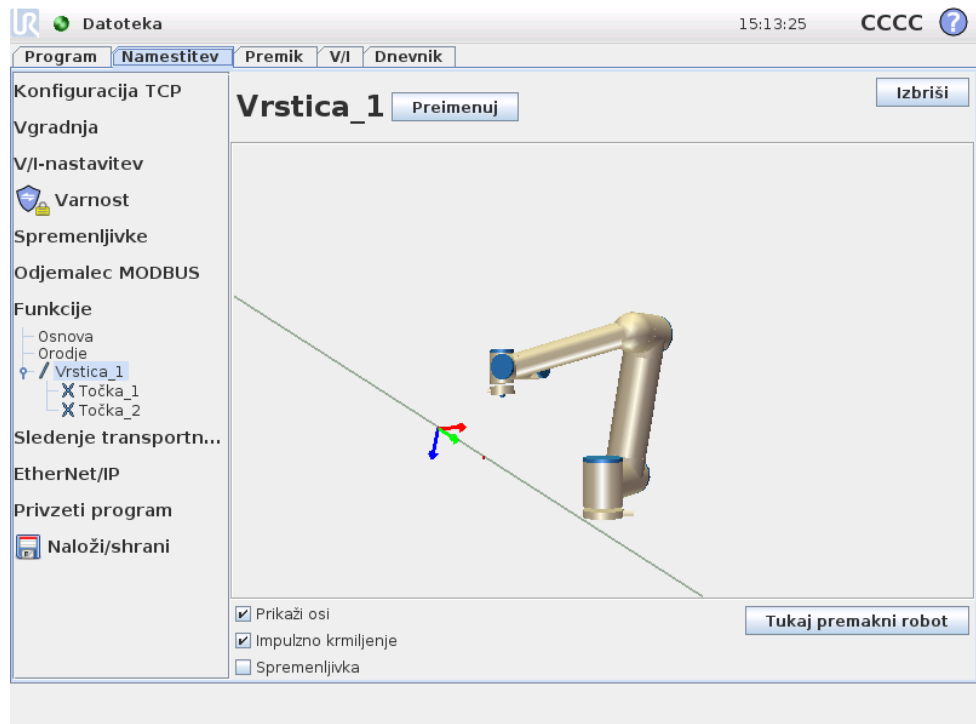 UR Datoteka 15:13:25 CCCC ?
Program Namestitev Premik V/I Dnevnik
Konfiguracija TCP
Vgradnja
V/I-nastavitev
Varnost
Spremenljivke
Odjemalec MODBUS
Funkcije
Osnova
Orodje
Vrstica_1
Točka_1
Točka_2
Sledenje transportn...
EtherNet/IP
Privzeti program
Naloži/shrani
Vrstica_1 Preimenuj Izbriši
Prikaži osi
Impulzno krmiljenje
Spremenljivka
Tukaj premakni robot